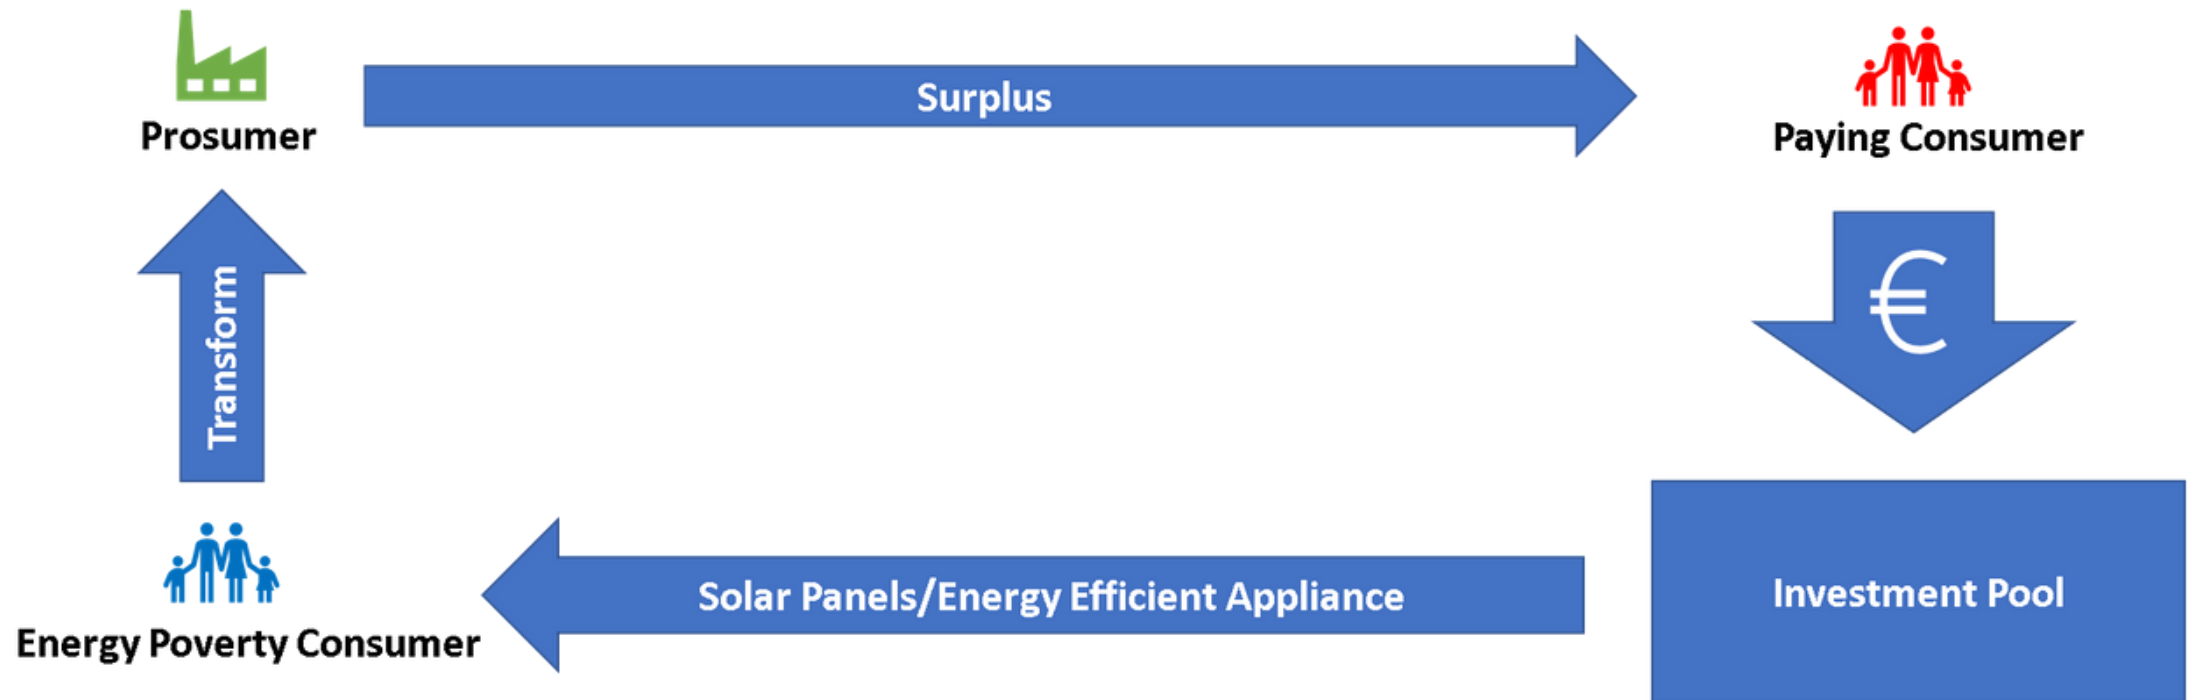 Surplus
Prosumer
Paying Consumer
€
Transform
Solar Panels/Energy Efficient Appliance
Investment Pool
Energy Poverty Consumer